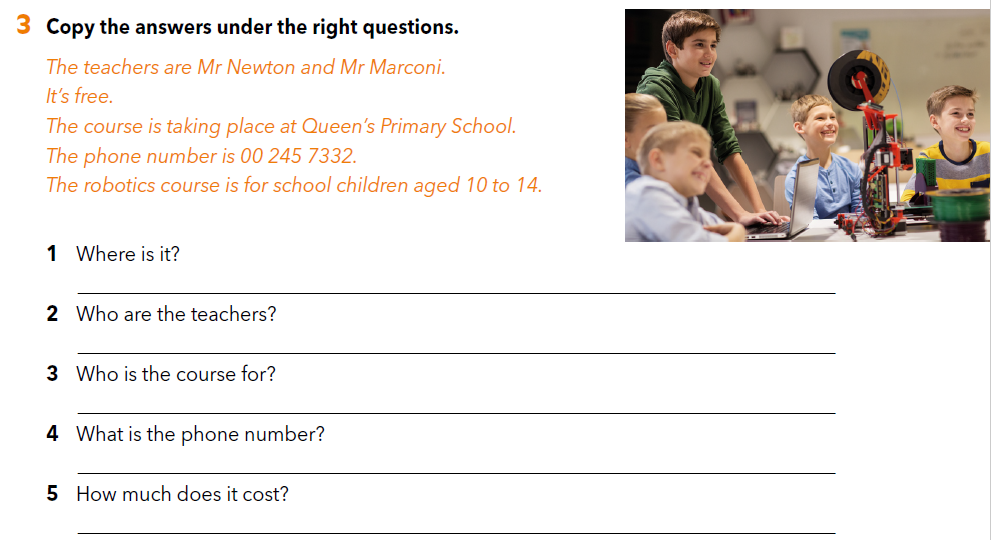 3 Copy the answers under the right questions.
The teachers are Mr Newton and Mr Marconi.
It's free.
The course is taking place at Queen's Primary School.
The phone number is 00 245 7332.
The robotics course is for school children aged 10 to 14.
1 Where is it?
2 Who are the teachers?
3 Who is the course for?
4 What is the phone number?
5 How much does it cost?